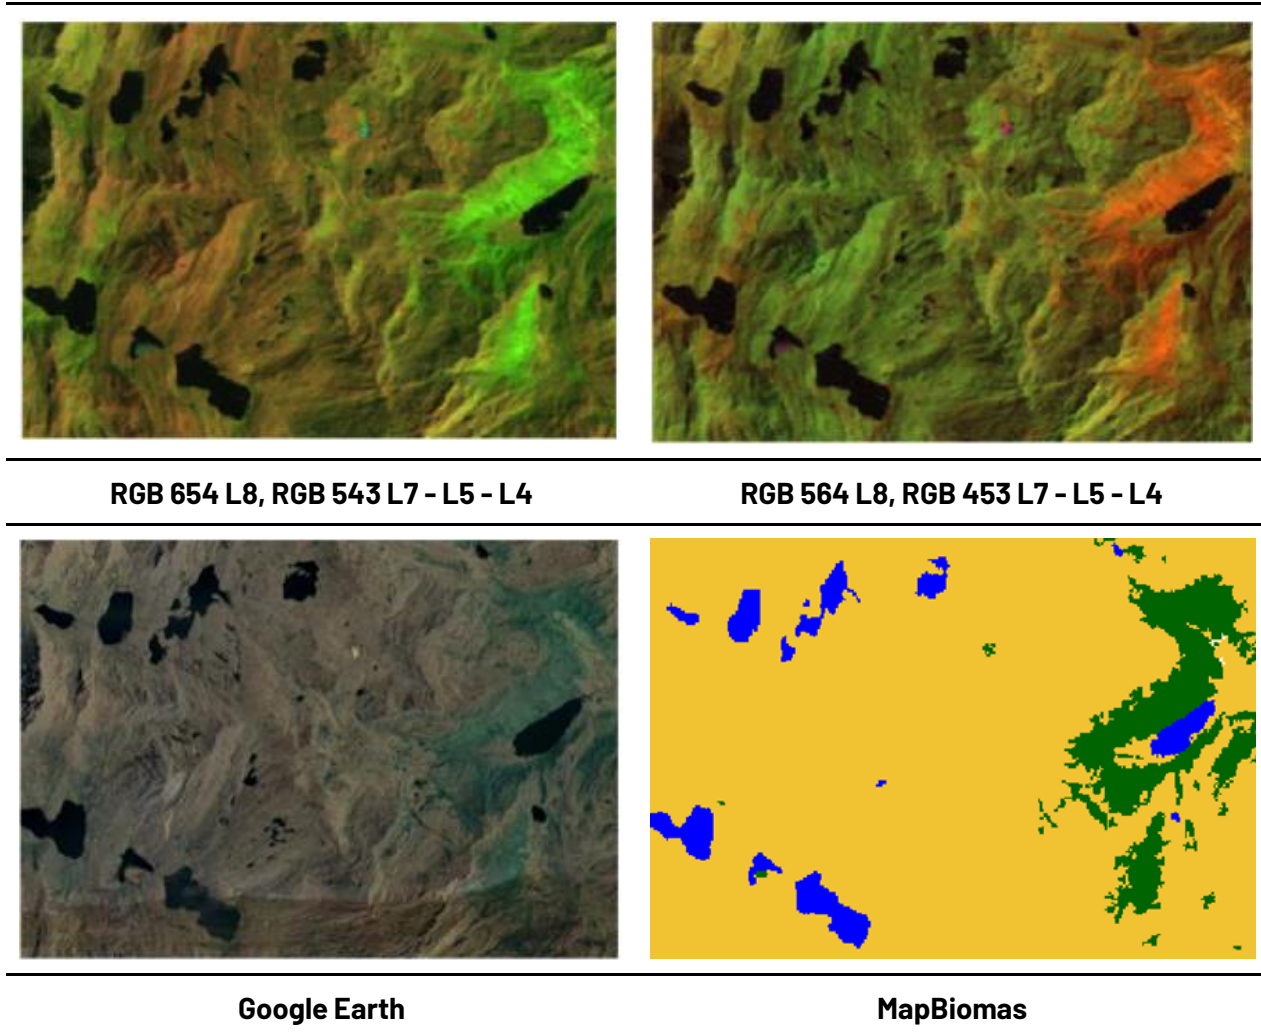 RGB 654 L8, RGB 543 L7 - L5 - L4
RGB 564 L8, RGB 453 L7 - L5 - L4
Google Earth
MapBiomas